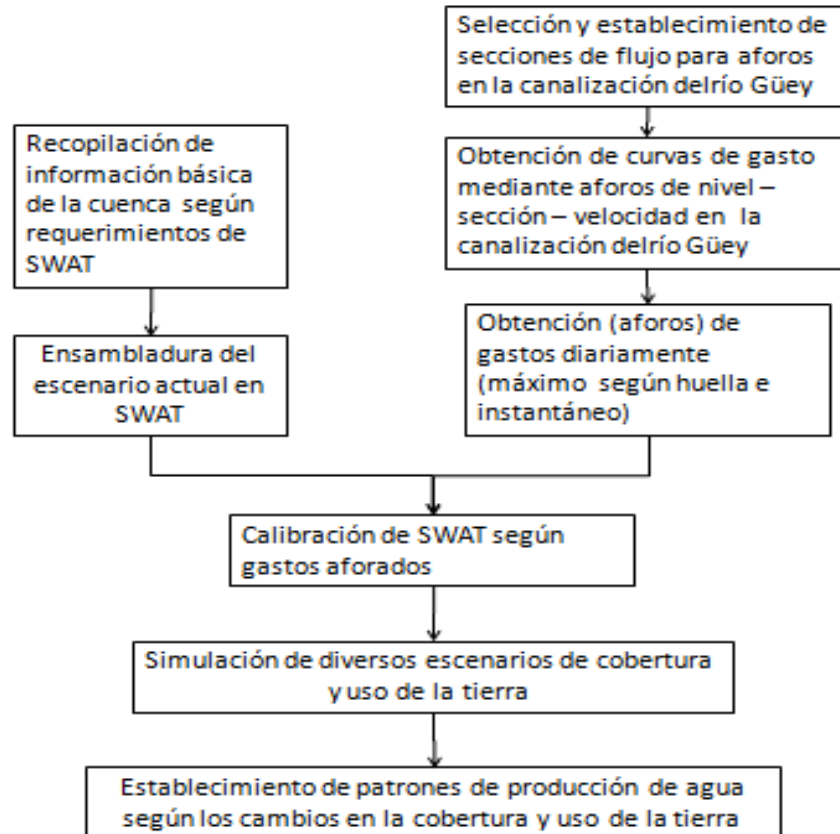 Selección y establecimiento de
secciones de flujo para aforos
en la canalización delrío Güey
Recopilación de
información básica
de la cuenca según
requerimientos de
SWAT
Obtención de curvas de gasto
mediante aforos de nivel –
sección – velocidad en la
canalización delrío Güey
Ensambladura del
escenario actual en
SWAT
Obtención (aforos) de
gastos diariamente
(máximo según huella e
instantáneo)
Calibración de SWAT según
gastos aforados
Simulación de diversos escenarios de cobertura
y uso de la tierra
Establecimiento de patrones de producción de agua
según los cambios en la cobertura y uso de la tierra